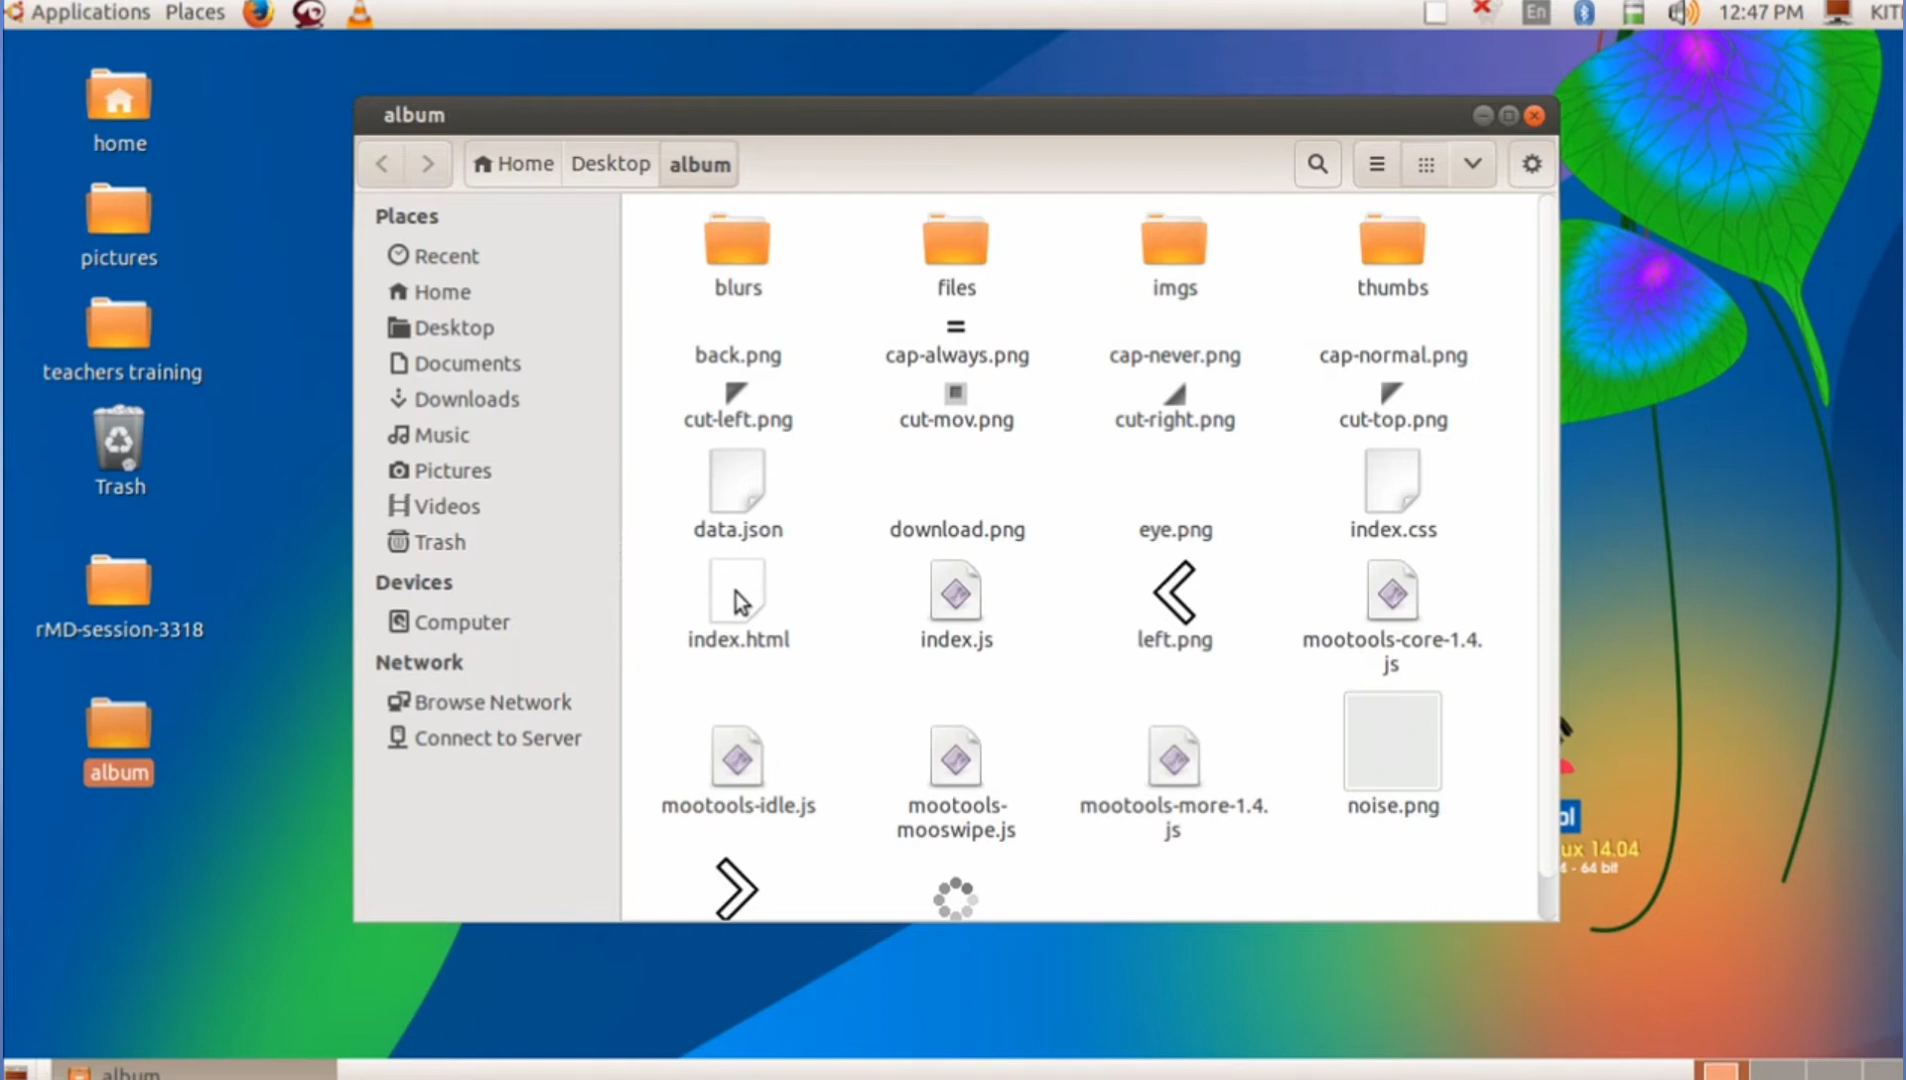 Applications Places En 12:47 PM
home
pictures
teachers training
Trash
rMD-session-3318
album
album
Home Desktop album
Places
Recent
Home
Desktop
Documents
Downloads
Music
Pictures
Videos
Trash
Devices
Computer
Network
Browse Network
Connect to Server
blurs files imgs thumbs
back.png cap-always.png cap-never.png cap-normal.png
cut-left.png cut-mov.png cut-right.png cut-top.png
data.json download.png eye.png index.css
index.html index.js left.png mootools-core-1.4.
js
mootools-idle.js mootools- mootools-more-1.4. noise.png
mooswipe.js js
ux 14.04
- 64 bit
album